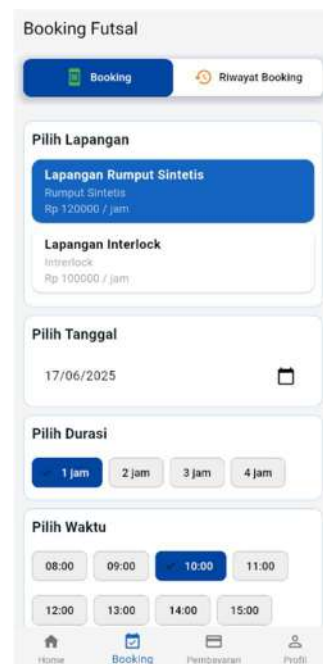 Booking Futsal
Booking
Riwayat Booking
Pilih Lapangan
Lapangan Rumput Sintetis
Rumput Sintetis
Rp 120000 / jam
Lapangan Interlock
Intrerlock
Rp 100000 / jam
Pilih Tanggal
17/06/2025
Pilih Durasi
1 jam 2 jam 3 jam 4 jam
Pilih Waktu
08:00 09:00 10:00 11:00
12:00 13:00 14:00 15:00
Home Booking Pembayaran Profil